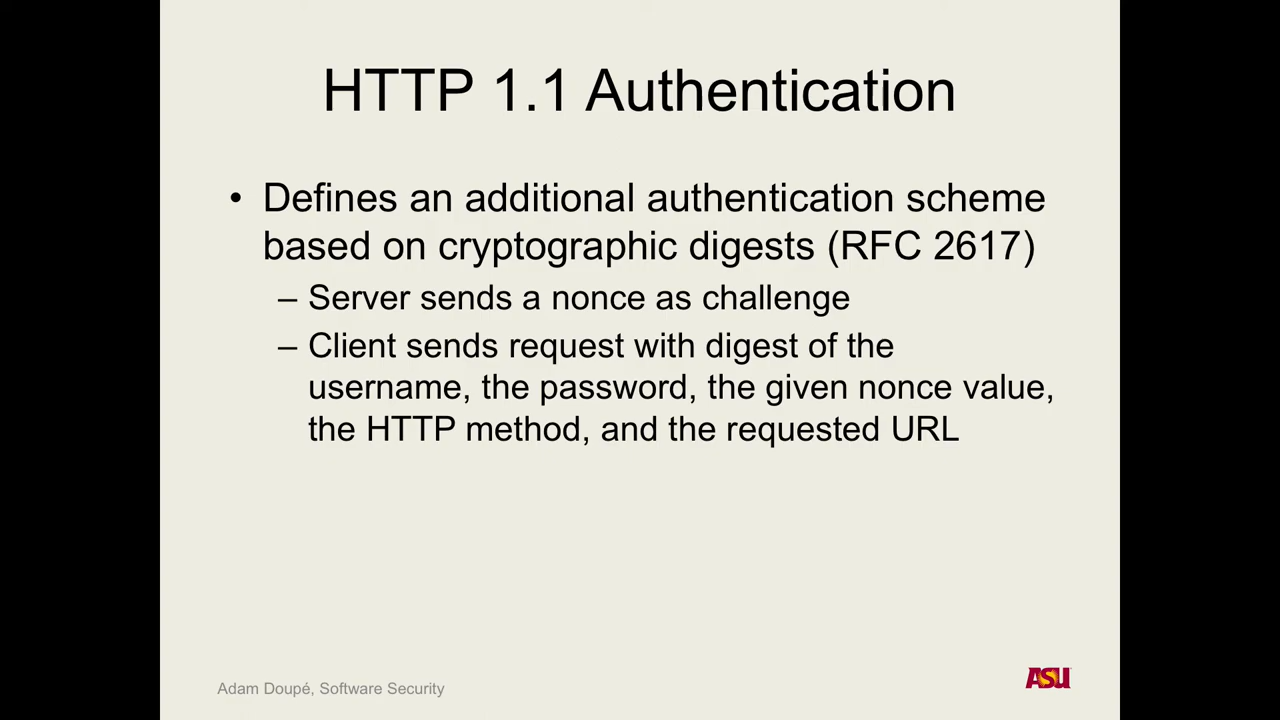 HTTP 1.1 Authentication
• Defines an additional authentication scheme
based on cryptographic digests (RFC 2617)
– Server sends a nonce as challenge
– Client sends request with digest of the
username, the password, the given nonce value,
the HTTP method, and the requested URL
Adam Doupé, Software Security
ASU